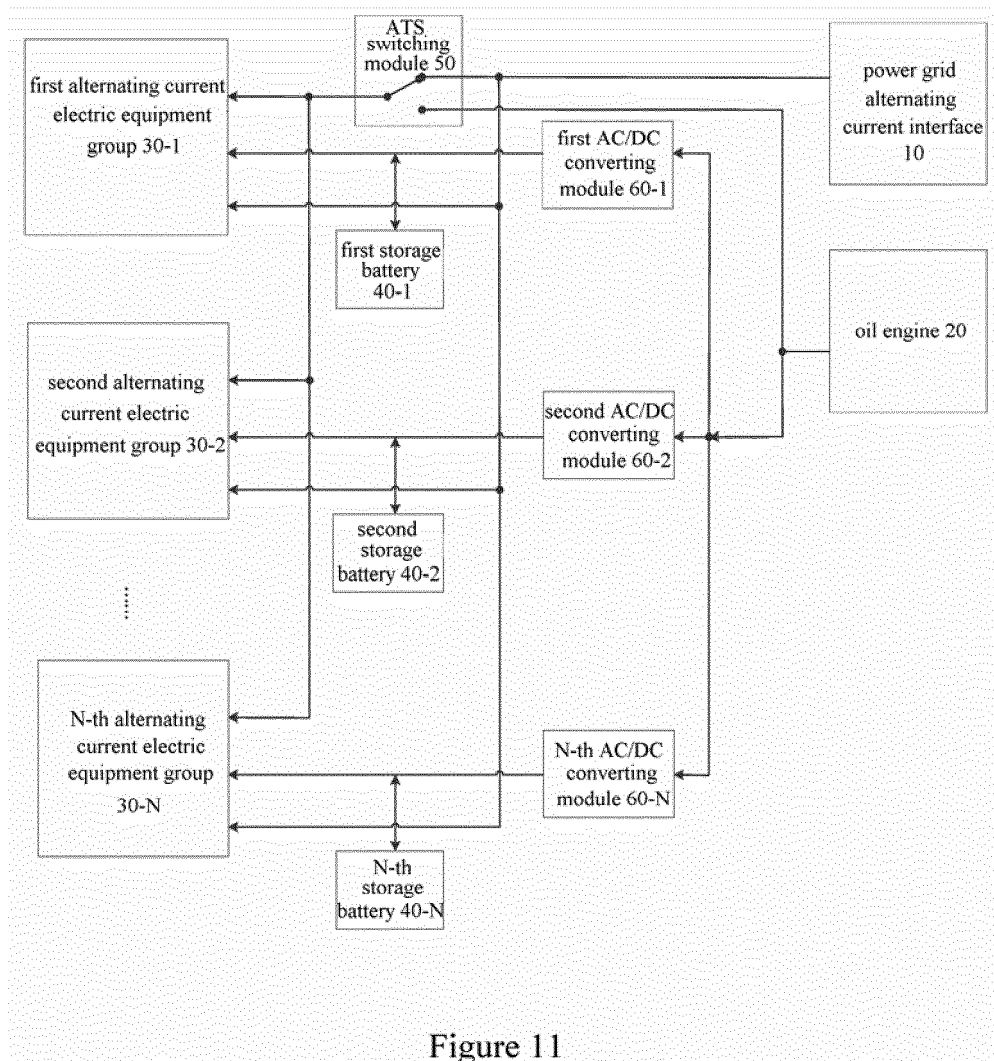 ATS
switching
module 50
first alternating current
electric equipment
group 30-1
power grid
alternating
current interface
10
first AC/DC
converting
module 60-1
first storage
battery
40-1
oil engine 20
second alternating
current electric
equipment group 30-2
second AC/DC
converting
module 60-2
second
storage
battery 40-2
......
N-th alternating
current electric
equipment group
30-N
N-th AC/DC
converting
module 60-N
N-th
storage
battery 40-N
Figure 11